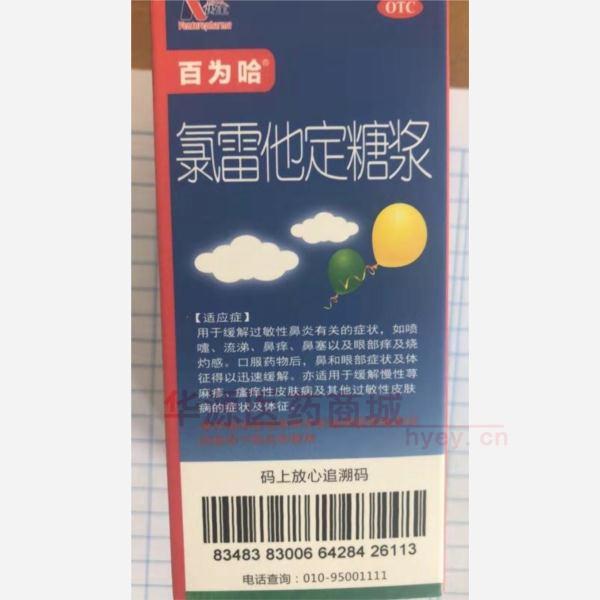 Venturepharm
OTC
百为哈®
氯雷他定糖浆
【适应症】
用于缓解过敏性鼻炎有关的症状，如喷
嚏、流涕、鼻痒、鼻塞以及眼部痒及烧
灼感。口服药物后，鼻和眼部症状及体
征得以迅速缓解。亦适用于缓解慢性荨
麻疹、瘙痒性皮肤病及其他过敏性皮肤
病的症状及体征。
华源医药商城
hyey.cn
码上放心追溯码
83483 83006 64284 26113
电话查询：010-95001111